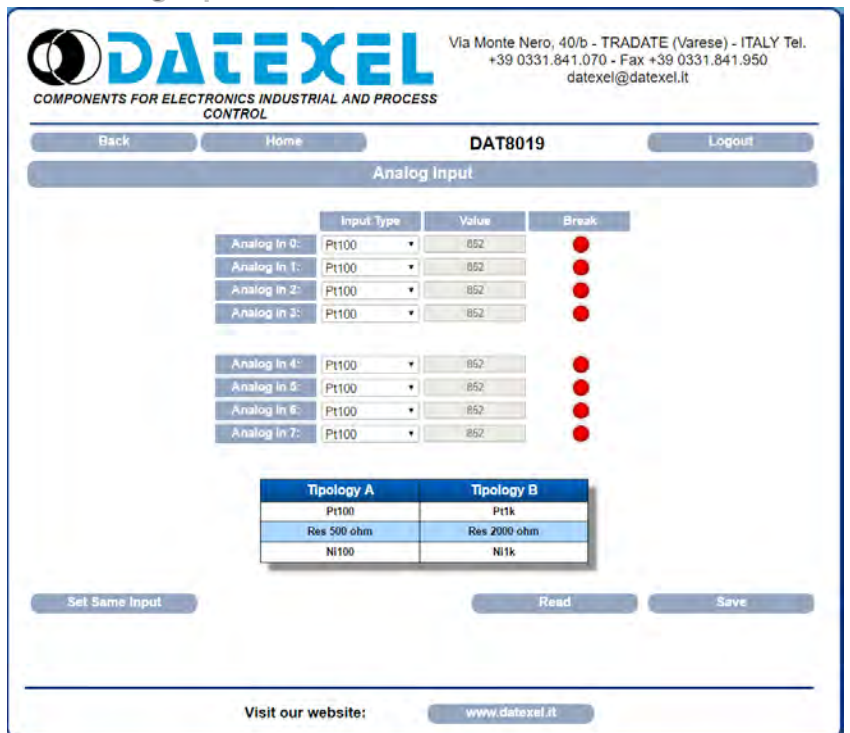 DATEXEL
Via Monte Nero, 40/b - TRADATE (Varese) - ITALY Tel.
+39 0331.841.070 - Fax +39 0331.841.950
datexel@datexel.it
COMPONENTS FOR ELECTRONICS INDUSTRIAL AND PROCESS
CONTROL
Back Home DAT8019 Logout
Analog Input
Input Type Value Break
Analog In 0: Pt100 852
Analog In 1: Pt100 852
Analog In 2: Pt100 852
Analog In 3: Pt100 852
Analog In 4: Pt100 852
Analog In 5: Pt100 852
Analog In 6: Pt100 852
Analog In 7: Pt100 852
Tipology A Tipology B
Pt100 Pt1k
Res 500 ohm Res 2000 ohm
Ni100 Ni1k
Set Same Input Read Save
Visit our website: www.datexel.it